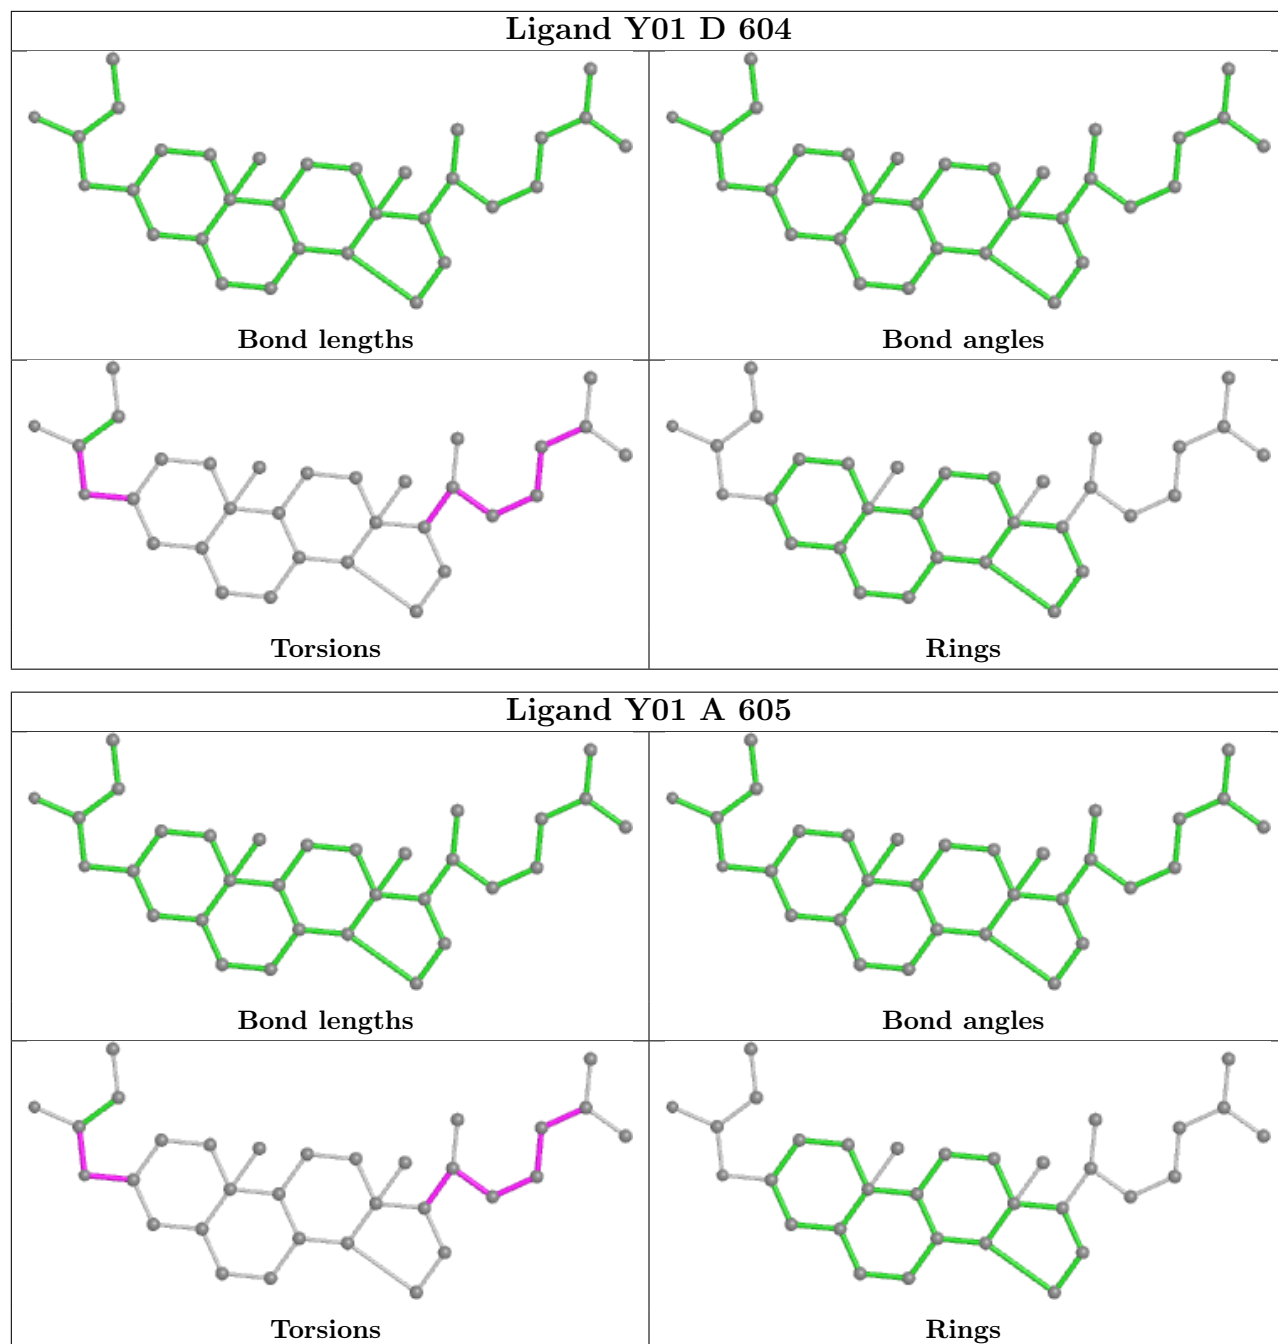 Ligand Y01 D 604
Bond lengths
Bond angles
Torsions
Rings
Ligand Y01 A 605
Bond lengths
Bond angles
Torsions
Rings